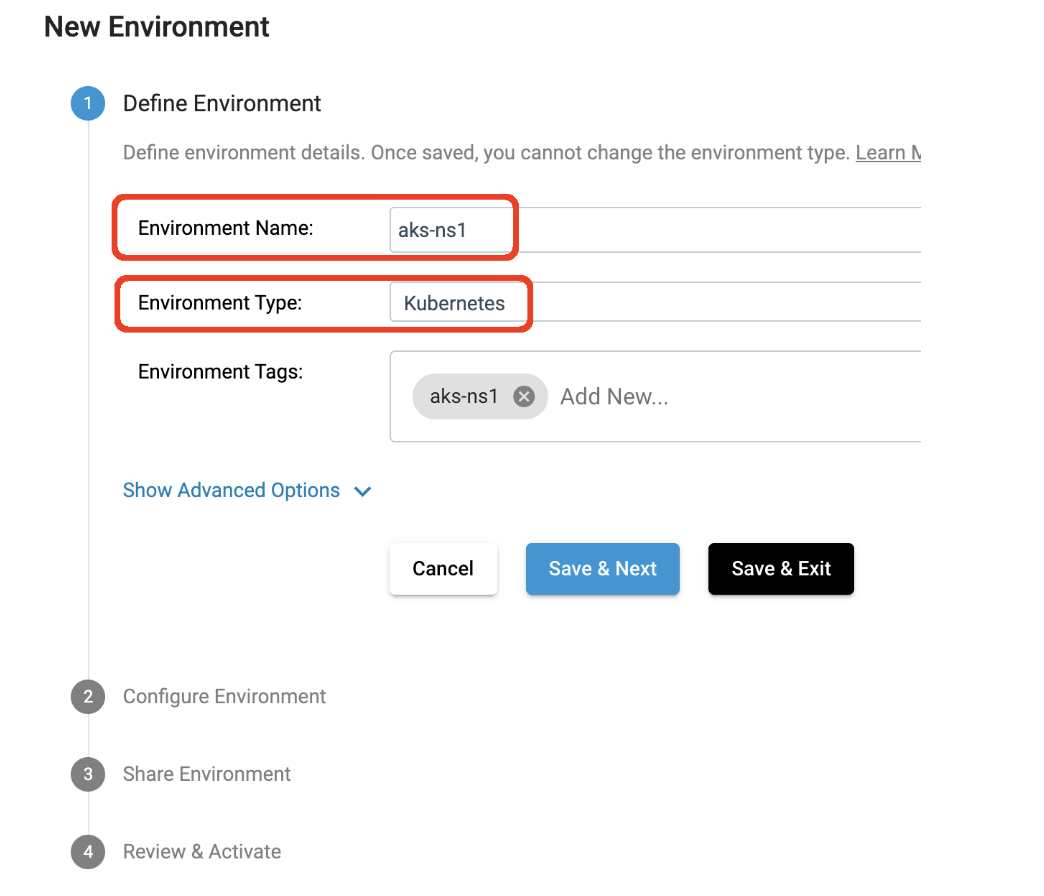 New Environment
1 Define Environment
Define environment details. Once saved, you cannot change the environment type. Learn
Environment Name: aks-ns1
Environment Type: Kubernetes
Environment Tags: aks-ns1 Add New...
Show Advanced Options
Cancel Save & Next Save & Exit
2 Configure Environment
3 Share Environment
4 Review & Activate